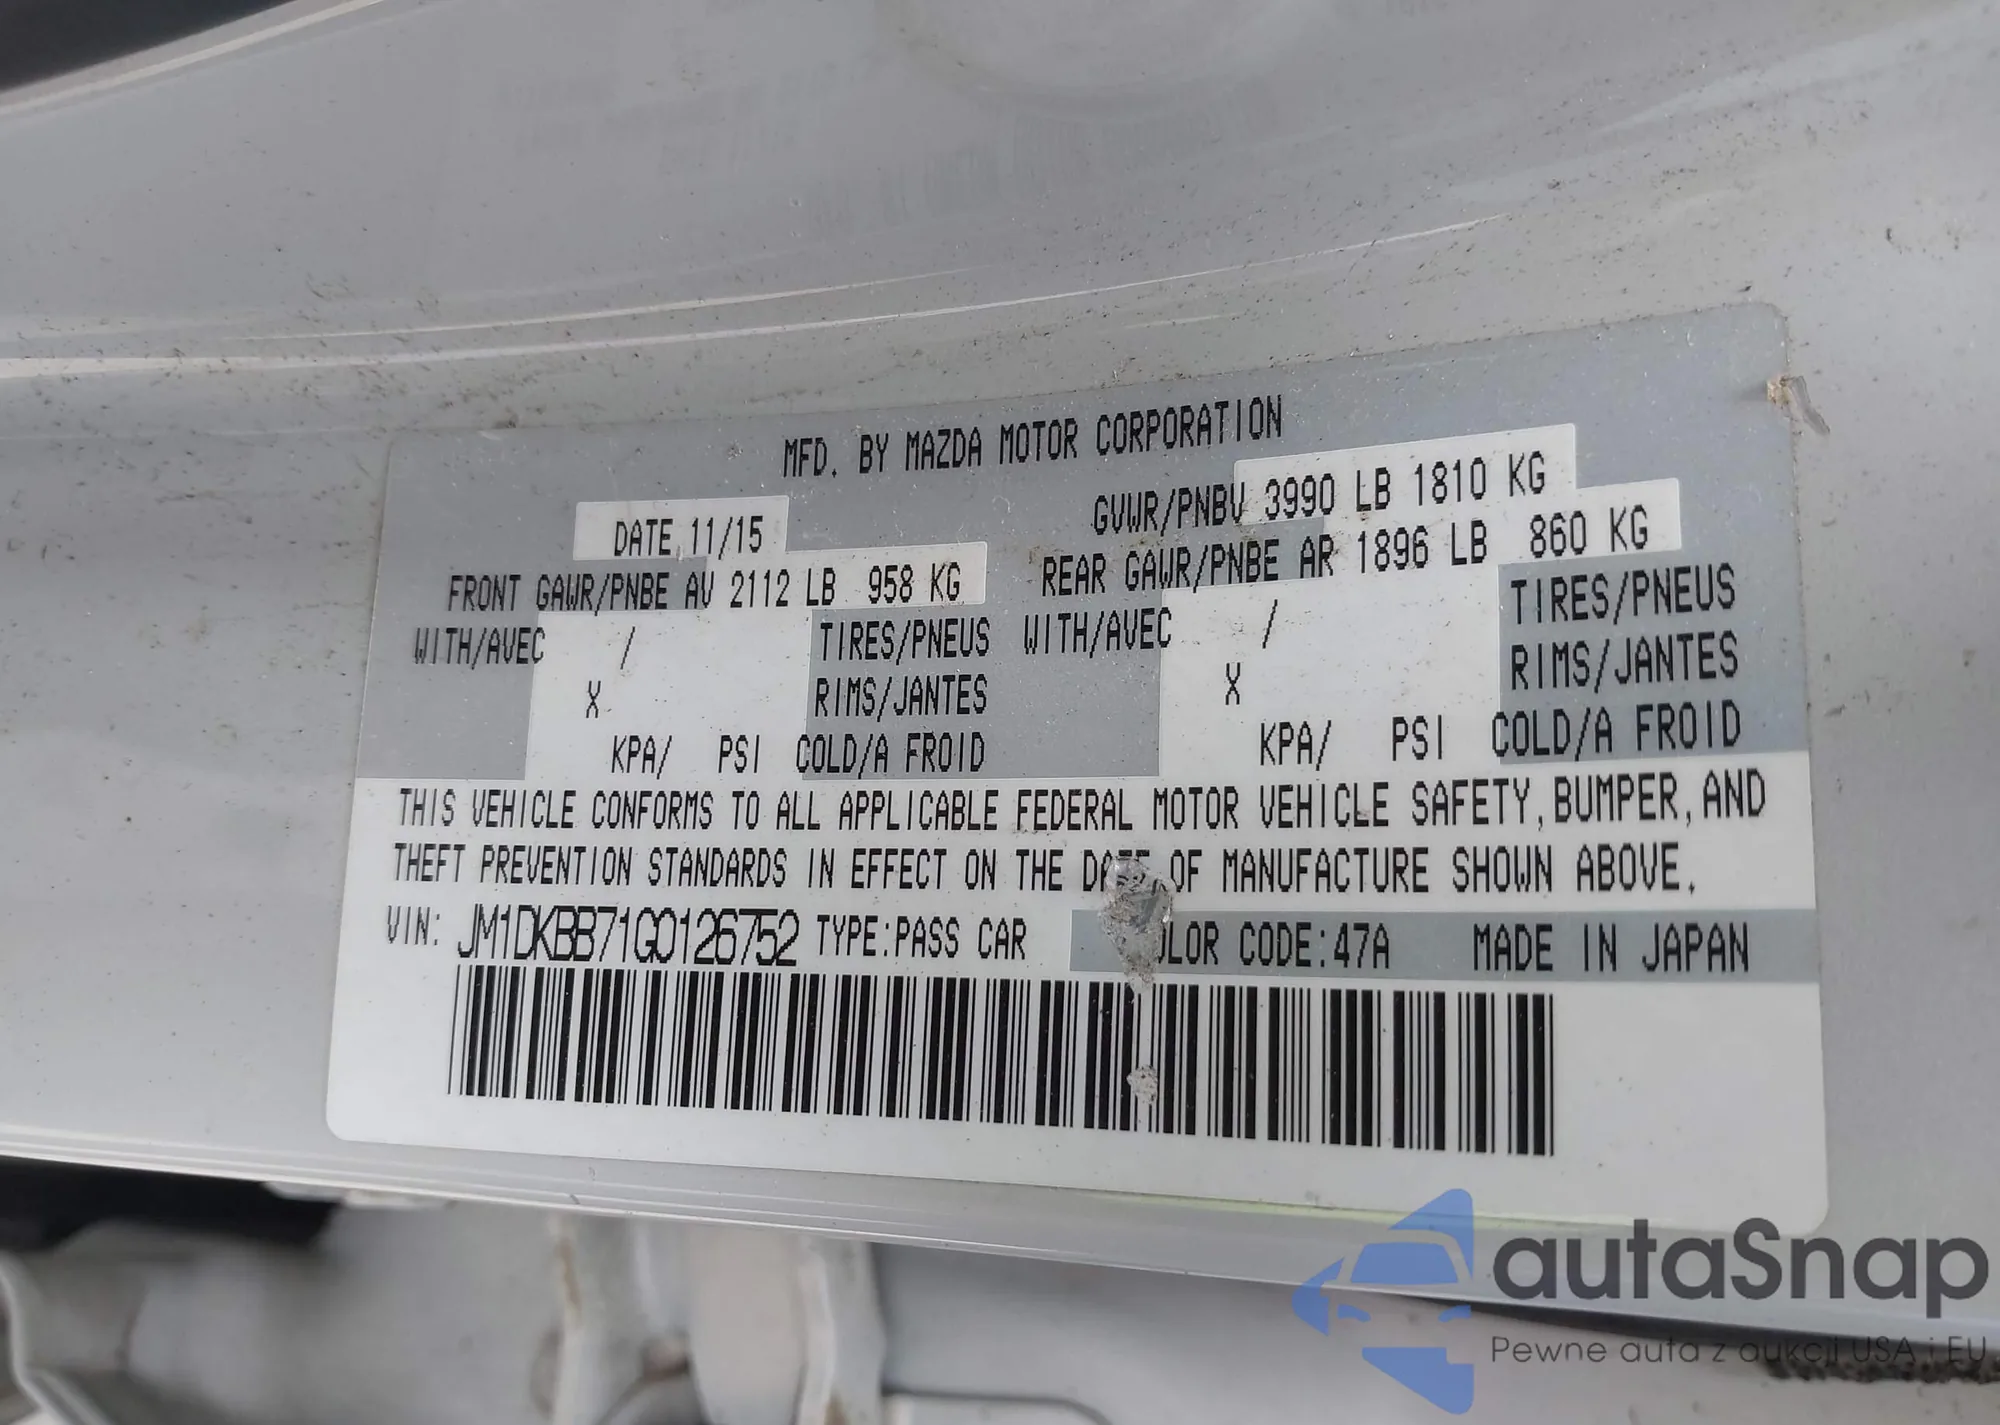 MFD. BY MAZDA MOTOR CORPORATION
DATE 11/15
GVWR/PNBV 3990 LB 1810 KG
FRONT GAWR/PNBE AV 2112 LB 958 KG
REAR GAWR/PNBE AR 1896 LB 860 KG
WITH/AVEC / TIRES/PNEUS WITH/AVEC / TIRES/PNEUS
X RIMS/JANTES X RIMS/JANTES
KPA/ PSI COLD/A FROID KPA/ PSI COLD/A FROID
THIS VEHICLE CONFORMS TO ALL APPLICABLE FEDERAL MOTOR VEHICLE SAFETY, BUMPER, AND
THEFT PREVENTION STANDARDS IN EFFECT ON THE DATE OF MANUFACTURE SHOWN ABOVE.
VIN: JM1DKBB71G0126752 TYPE:PASS CAR COLOR CODE:47A MADE IN JAPAN
autaSnap
Pewne auta z aukcji USA i EU